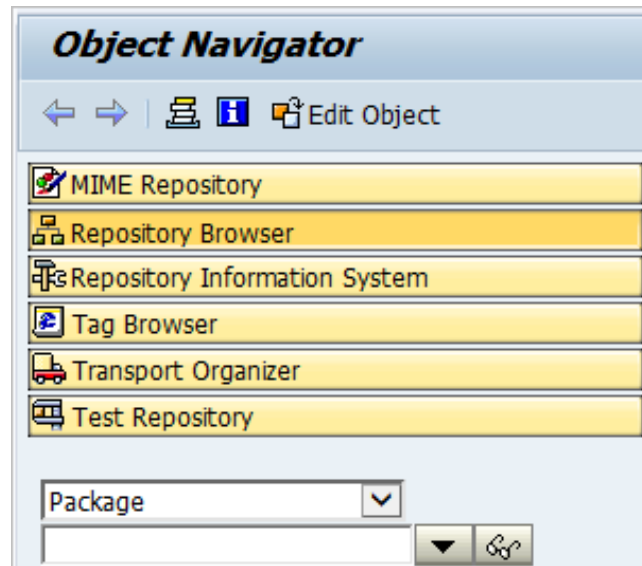 Object Navigator
Edit Object
MIME Repository
Repository Browser
Repository Information System
Tag Browser
Transport Organizer
Test Repository
Package